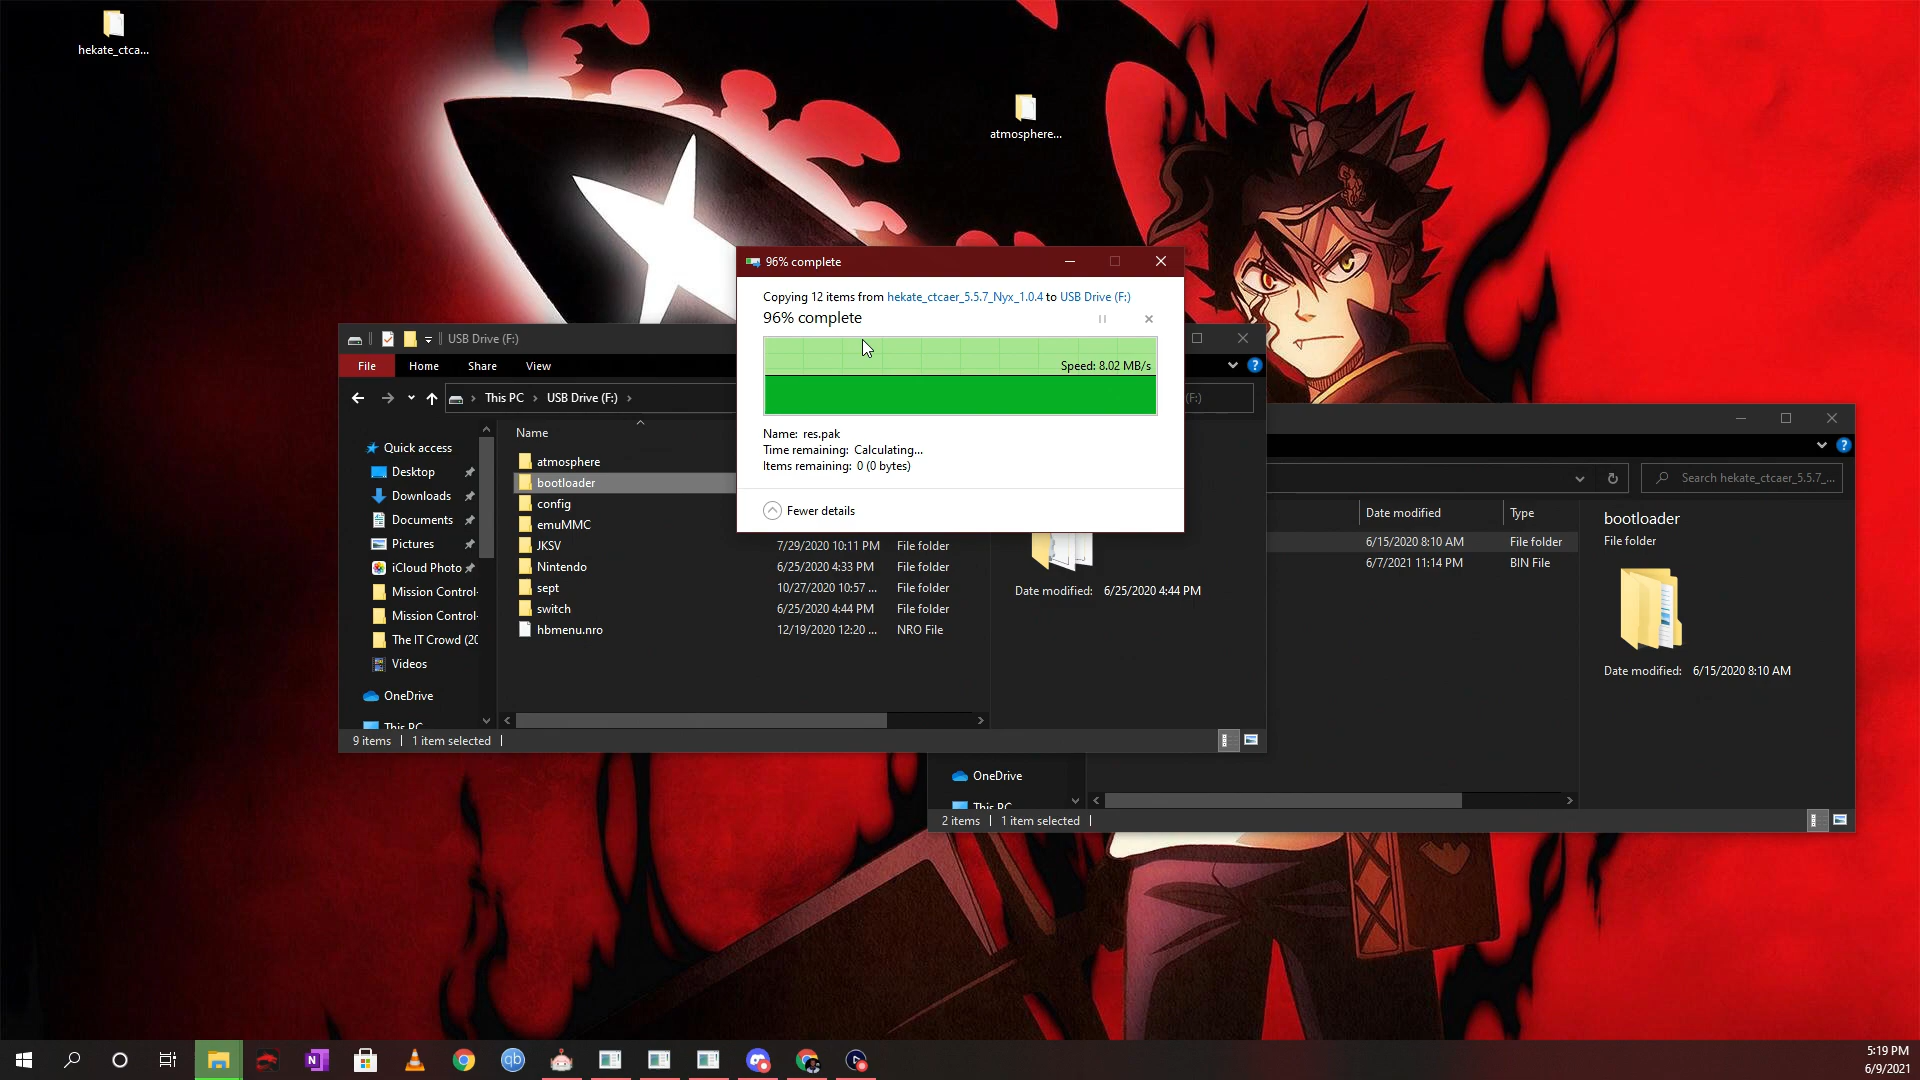 hekate_ctca...
atmosphere...
96% complete
Copying 12 items from hekate_ctcaer_5.5.7_Nyx_1.0.4 to USB Drive (F:)
96% complete
Speed: 8.02 MB/s
Name: res.pak
Time remaining: Calculating...
Items remaining: 0 (0 bytes)
Fewer details
USB Drive (F:)
File Home Share View
This PC › USB Drive (F:) ›
(F:)
Quick access
Desktop
Downloads
Documents
Pictures
iCloud Photo
Mission Control-
Mission Control-
The IT Crowd (20
Videos
OneDrive
This PC
Name
atmosphere
bootloader
config
emuMMC
JKSV 7/29/2020 10:11 PM File folder
Nintendo 6/25/2020 4:33 PM File folder
sept 10/27/2020 10:57 ... File folder
switch 6/25/2020 4:44 PM File folder
hbmenu.nro 12/19/2020 12:20 ... NRO File
Date modified: 6/25/2020 4:44 PM
9 items 1 item selected
Search hekate_ctcaer_5.5.7_...
Date modified Type
6/15/2020 8:10 AM File folder
6/7/2021 11:14 PM BIN File
bootloader
File folder
Date modified: 6/15/2020 8:10 AM
OneDrive
This PC
2 items 1 item selected
N
qb
5:19 PM
6/9/2021